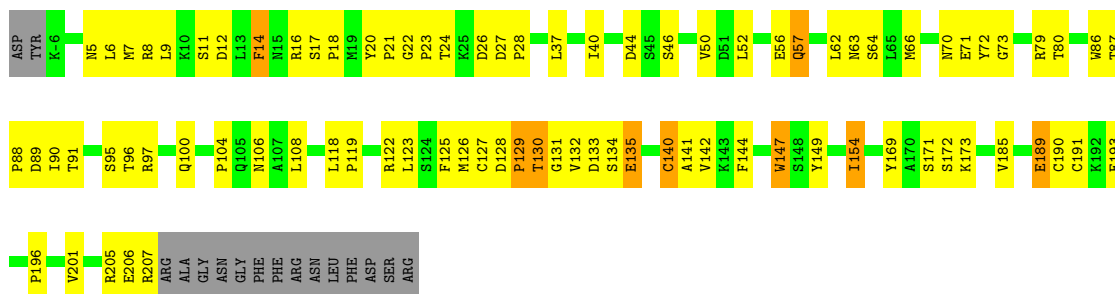 ASP TYR K-6 N5 L6 M7 R8 L9 K10 S11 D12 L13 F14 N15 R16 S17 P18 M19 Y20 P21 G22 P23 T24 K25 D26 D27 P28 L37 I40 D44 S45 S46 V50 D51 L52 E56 Q57 L62 N63 S64 L65 M66 N70 E71 Y72 G73 R79 T80 W86 T87
P88 D89 I90 T91 S95 T96 R97 Q100 P104 Q105 N106 A107 L108 L118 P119 R122 L123 S124 F125 M126 C127 D128 P129 T130 G131 V132 D133 S134 E135 C140 A141 V142 K143 F144 W147 S148 Y149 I154 Y169 A170 S171 S172 K173 V185 E189 C190 C191 K192
P196 V201 R205 E206 R207 ARG ALA GLY ASN GLY PHE PHE ARG ASN LEU PHE ASP SER ARG